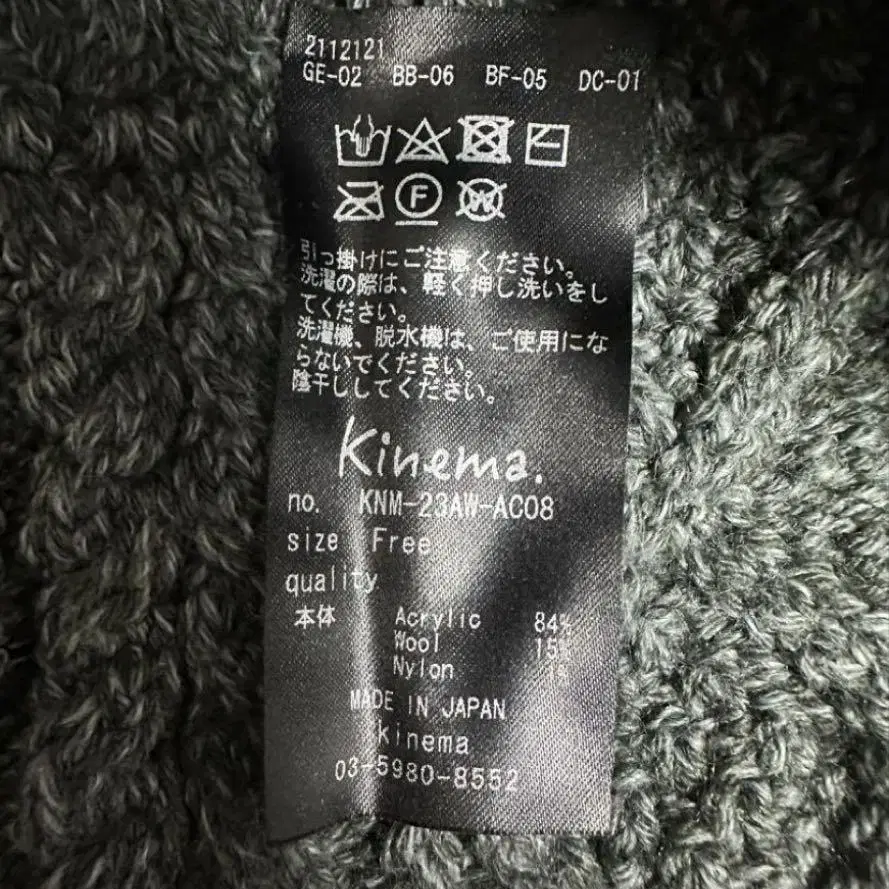 2112121
GE-02 BB-06 BF-05 DC-01
F
W
引っ掛けにご注意ください。
洗濯の際は、軽く押し洗いをし
てください。
洗濯機、脱水機は、ご使用にな
らないでください。
陰干ししてください。
Kinema.
no. KNM-23AW-AC08
size Free
quality
本体 Acrylic 84%
Wool 15%
Nylon 1%
MADE IN JAPAN
kinema
03-5980-8552